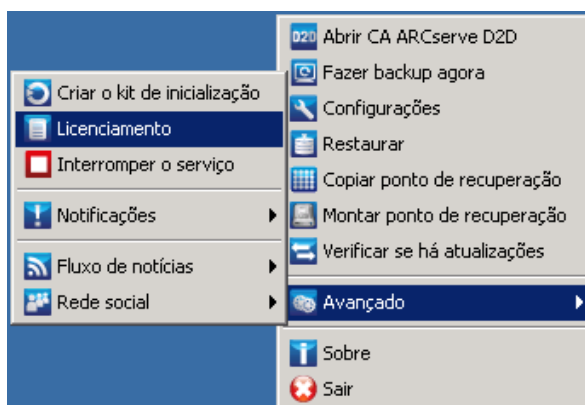 D2D Abrir CA ARCserve D2D
Fazer backup agora
Configurações
Restaurar
Copiar ponto de recuperação
Montar ponto de recuperação
Verificar se há atualizações
Avançado
Sobre
Sair
Criar o kit de inicialização
Licenciamento
Interromper o serviço
Notificações
Fluxo de notícias
Rede social